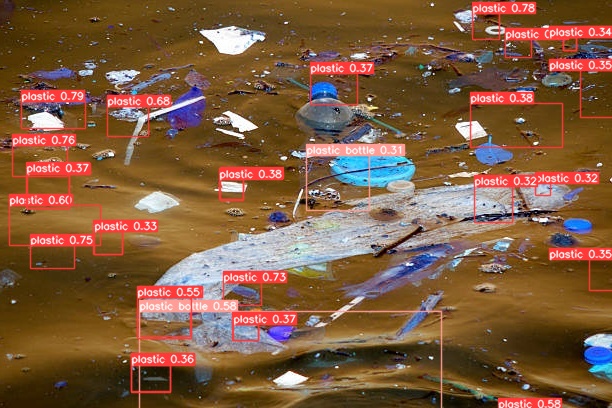 plastic 0.78
plastic 0.34
plastic
plastic 0.37
plastic 0.35
plastic 0.79
plastic 0.68
plastic 0.38
plastic 0.76
plastic bottle 0.31
plastic 0.37
plastic 0.38
plastic 0.32
plastic 0.32
plastic 0.60
plastic 0.33
plastic 0.75
plastic 0.35
plastic 0.73
plastic 0.55
plastic bottle 0.58
plastic 0.37
plastic 0.36
plastic 0.58